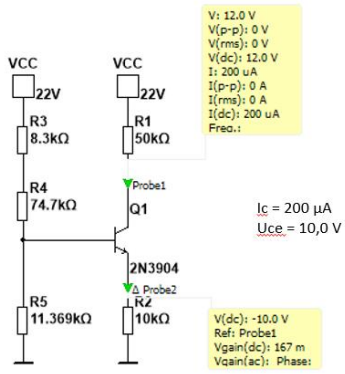 V: 12.0 V
V(p-p): 0 V
V(rms): 0 V
V(dc): 12.0 V
I: 200 uA
I(p-p): 0 A
I(rms): 0 A
I(dc): 200 uA
Freq.:
VCC
VCC
22V
22V
R3
8.3kΩ
R1
50kΩ
R4
74.7kΩ
Probe1
Q1
2N3904
Ic = 200 µA
Uce = 10,0 V
Δ Probe2
R5
11.369kΩ
R2
10kΩ
V(dc): -10.0 V
Ref: Probe1
Vgain(dc): 167 m
Vgain(ac): Phase: